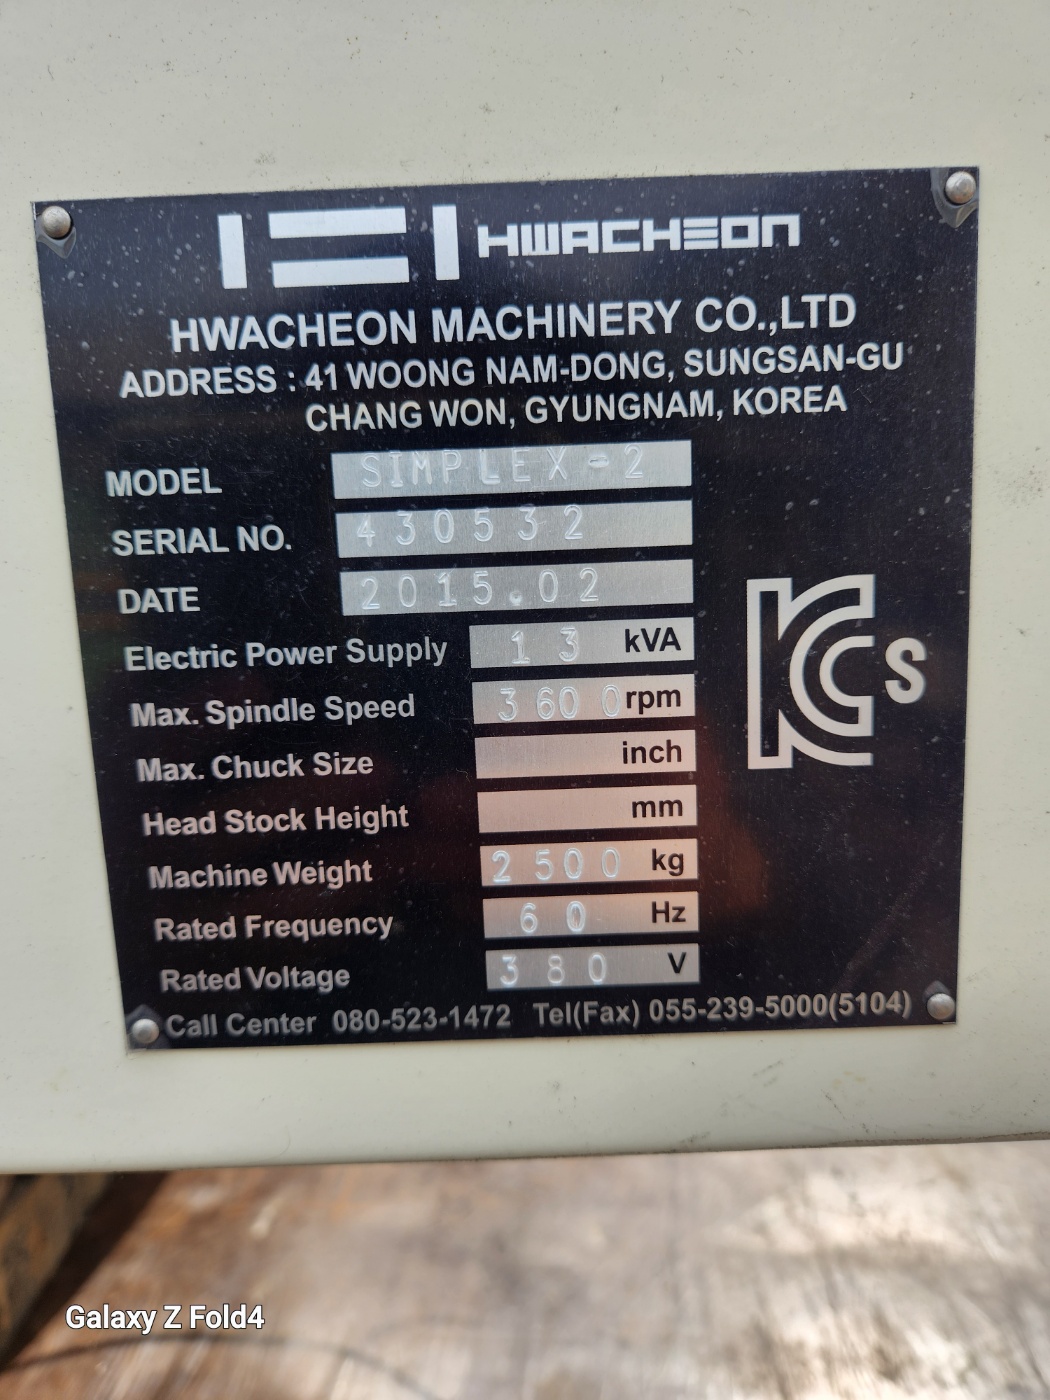 HWACHEON
HWACHEON MACHINERY CO.,LTD
ADDRESS : 41 WOONG NAM-DONG, SUNGSAN-GU
CHANG WON, GYUNGNAM, KOREA
MODEL SIMPLEX-2
SERIAL NO. 430532
DATE 2015.02
Electric Power Supply 13 kVA
Max. Spindle Speed 3600 rpm
Max. Chuck Size inch
Head Stock Height mm
Machine Weight 2500 kg
Rated Frequency 60 Hz
Rated Voltage 380 V
KCs
Call Center 080-523-1472 Tel(Fax) 055-239-5000(5104)
Galaxy Z Fold4